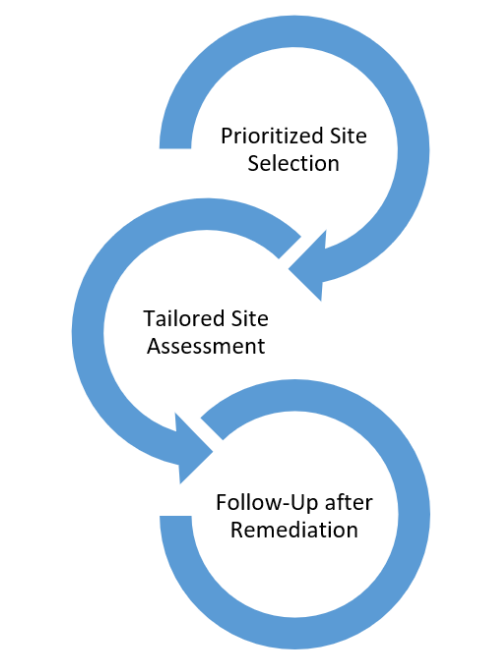 Prioritized Site
Selection
Tailored Site
Assessment
Follow-Up after
Remediation